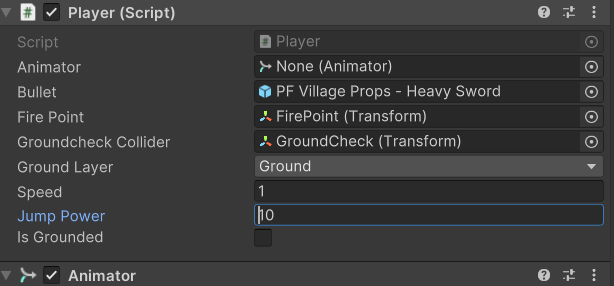 Player (Script)
Script Player
Animator None (Animator)
Bullet PF Village Props - Heavy Sword
Fire Point FirePoint (Transform)
Groundcheck Collider GroundCheck (Transform)
Ground Layer Ground
Speed 1
Jump Power 10
Is Grounded
Animator